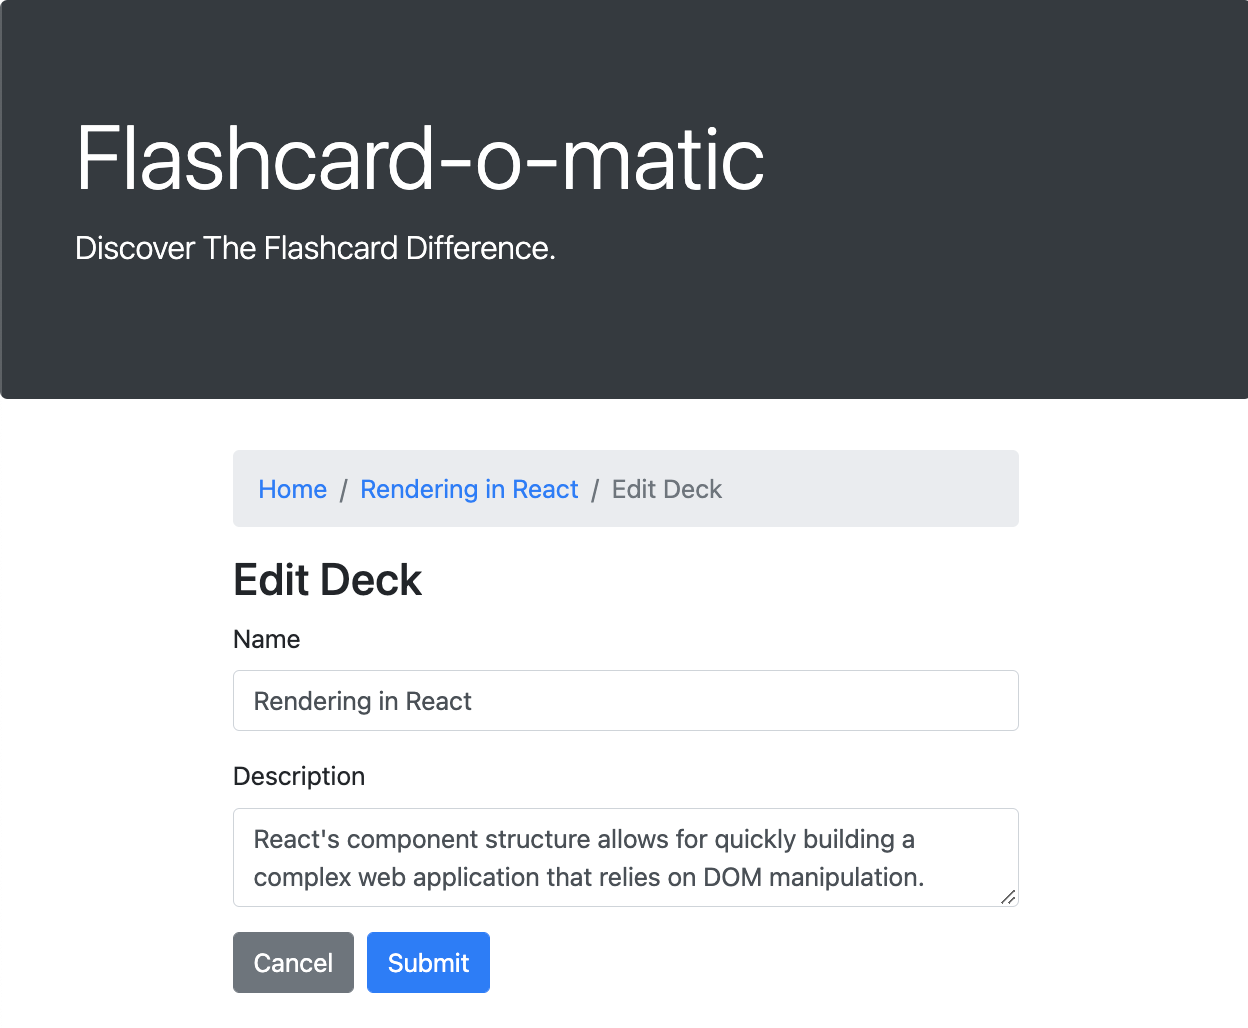 Flashcard-o-matic
Discover The Flashcard Difference.
Home / Rendering in React / Edit Deck
Edit Deck
Name
Rendering in React
Description
React's component structure allows for quickly building a
complex web application that relies on DOM manipulation.
Cancel Submit